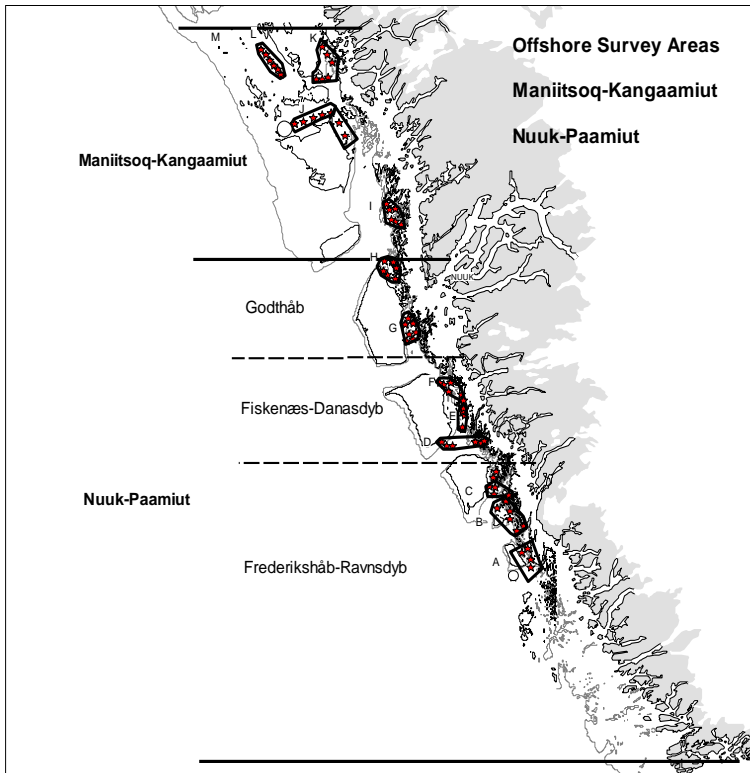 M
L
K
Offshore Survey Areas
Maniitsoq-Kangaamiut
Nuuk-Paamiut
J
Maniitsoq-Kangaamiut
I
H
NUUK
Godthåb
G
F
Fiskenæs-Danasdyb
E
D
C
Nuuk-Paamiut
B
A
Frederikshåb-Ravnsdyb